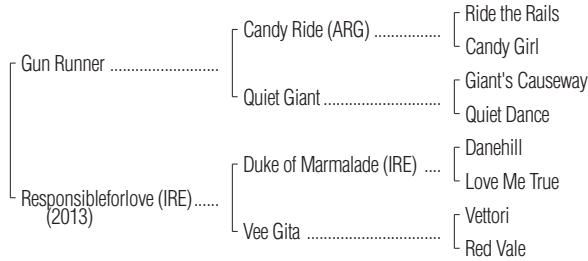 Ride the Rails
Candy Ride (ARG) ................
Candy Girl
Gun Runner ..........................
Giant's Causeway
Quiet Giant ............................
Quiet Dance
Danehill
Duke of Marmalade (IRE) ....
Love Me True
Responsibleforlove (IRE) ......
(2013)
Vettori
Vee Gita ................................
Red Vale